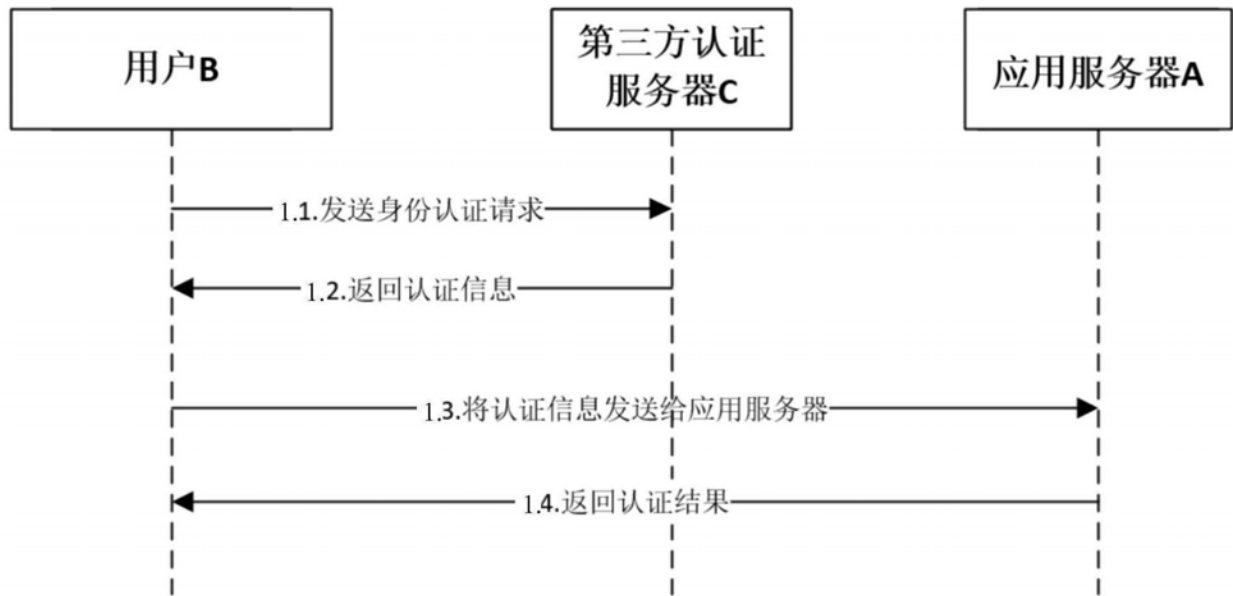 用户B
第三方认证
服务器C
应用服务器A
1.1.发送身份认证请求
1.2.返回认证信息
1.3.将认证信息发送给应用服务器
1.4.返回认证结果